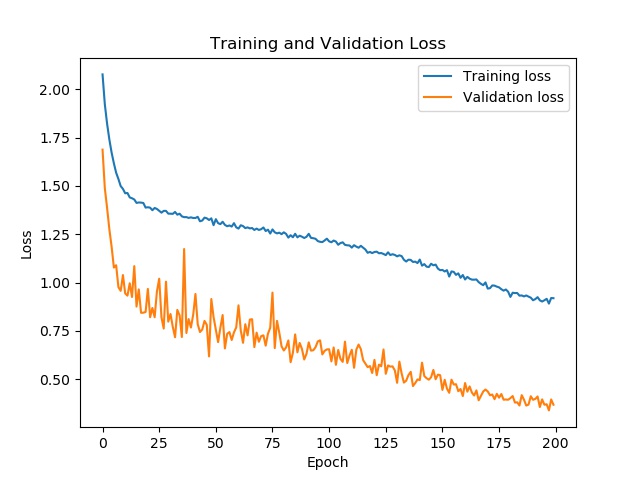 Training and Validation Loss
Training loss
Validation loss
2.00
1.75
1.50
1.25
1.00
0.75
0.50
Loss
0 25 50 75 100 125 150 175 200
Epoch